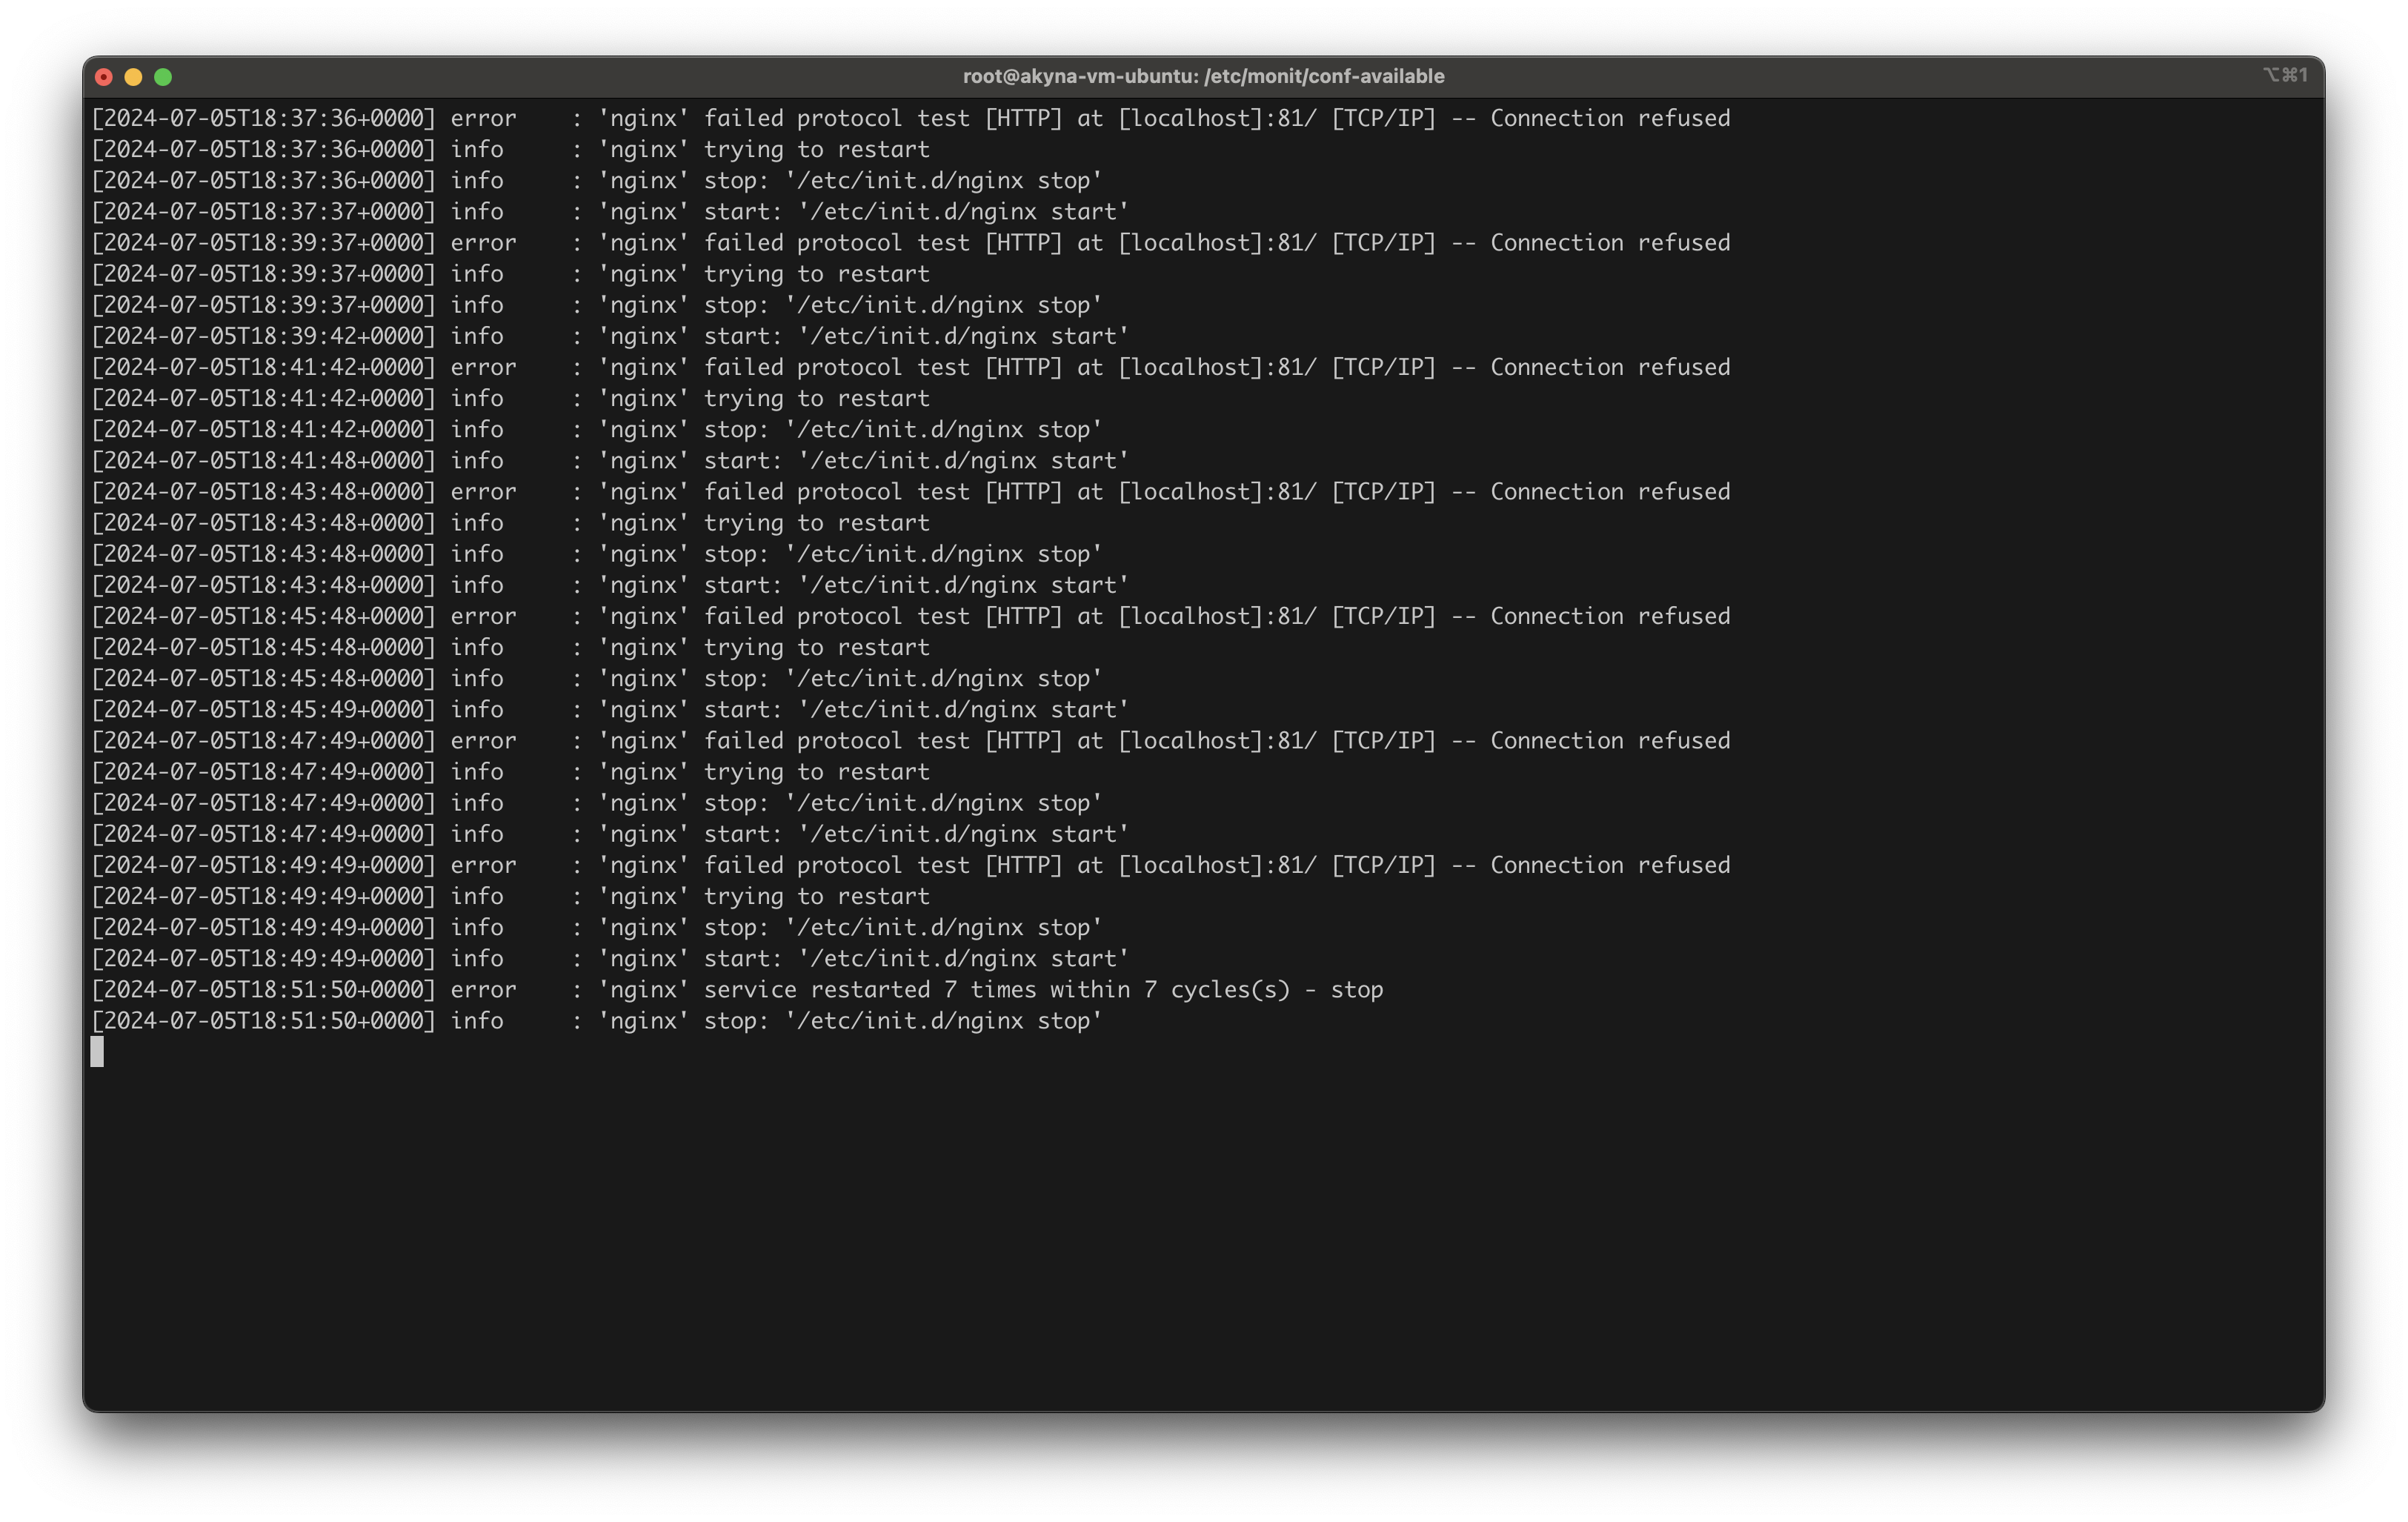 root@akyna-vm-ubuntu: /etc/monit/conf-available
⌥⌘1
[2024-07-05T18:37:36+0000] error    : 'nginx' failed protocol test [HTTP] at [localhost]:81/ [TCP/IP] -- Connection refused
[2024-07-05T18:37:36+0000] info     : 'nginx' trying to restart
[2024-07-05T18:37:36+0000] info     : 'nginx' stop: '/etc/init.d/nginx stop'
[2024-07-05T18:37:37+0000] info     : 'nginx' start: '/etc/init.d/nginx start'
[2024-07-05T18:39:37+0000] error    : 'nginx' failed protocol test [HTTP] at [localhost]:81/ [TCP/IP] -- Connection refused
[2024-07-05T18:39:37+0000] info     : 'nginx' trying to restart
[2024-07-05T18:39:37+0000] info     : 'nginx' stop: '/etc/init.d/nginx stop'
[2024-07-05T18:39:42+0000] info     : 'nginx' start: '/etc/init.d/nginx start'
[2024-07-05T18:41:42+0000] error    : 'nginx' failed protocol test [HTTP] at [localhost]:81/ [TCP/IP] -- Connection refused
[2024-07-05T18:41:42+0000] info     : 'nginx' trying to restart
[2024-07-05T18:41:42+0000] info     : 'nginx' stop: '/etc/init.d/nginx stop'
[2024-07-05T18:41:48+0000] info     : 'nginx' start: '/etc/init.d/nginx start'
[2024-07-05T18:43:48+0000] error    : 'nginx' failed protocol test [HTTP] at [localhost]:81/ [TCP/IP] -- Connection refused
[2024-07-05T18:43:48+0000] info     : 'nginx' trying to restart
[2024-07-05T18:43:48+0000] info     : 'nginx' stop: '/etc/init.d/nginx stop'
[2024-07-05T18:43:48+0000] info     : 'nginx' start: '/etc/init.d/nginx start'
[2024-07-05T18:45:48+0000] error    : 'nginx' failed protocol test [HTTP] at [localhost]:81/ [TCP/IP] -- Connection refused
[2024-07-05T18:45:48+0000] info     : 'nginx' trying to restart
[2024-07-05T18:45:48+0000] info     : 'nginx' stop: '/etc/init.d/nginx stop'
[2024-07-05T18:45:49+0000] info     : 'nginx' start: '/etc/init.d/nginx start'
[2024-07-05T18:47:49+0000] error    : 'nginx' failed protocol test [HTTP] at [localhost]:81/ [TCP/IP] -- Connection refused
[2024-07-05T18:47:49+0000] info     : 'nginx' trying to restart
[2024-07-05T18:47:49+0000] info     : 'nginx' stop: '/etc/init.d/nginx stop'
[2024-07-05T18:47:49+0000] info     : 'nginx' start: '/etc/init.d/nginx start'
[2024-07-05T18:49:49+0000] error    : 'nginx' failed protocol test [HTTP] at [localhost]:81/ [TCP/IP] -- Connection refused
[2024-07-05T18:49:49+0000] info     : 'nginx' trying to restart
[2024-07-05T18:49:49+0000] info     : 'nginx' stop: '/etc/init.d/nginx stop'
[2024-07-05T18:49:49+0000] info     : 'nginx' start: '/etc/init.d/nginx start'
[2024-07-05T18:51:50+0000] error    : 'nginx' service restarted 7 times within 7 cycles(s) - stop
[2024-07-05T18:51:50+0000] info     : 'nginx' stop: '/etc/init.d/nginx stop'